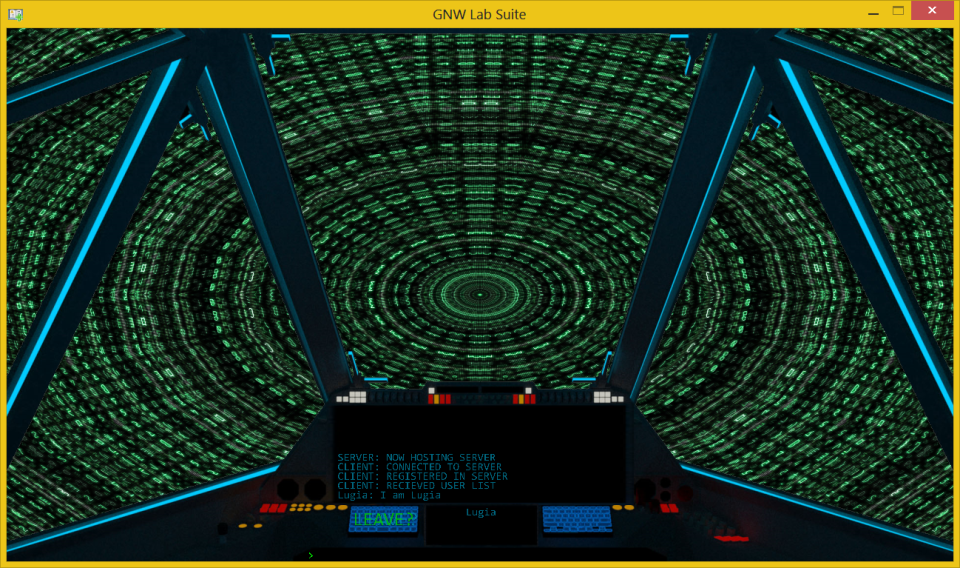 GNW Lab Suite
SERVER: NOW HOSTING SERVER
CLIENT: CONNECTED TO SERVER
CLIENT: REGISTERED IN SERVER
CLIENT: RECIEVED USER LIST
Lugia: I am Lugia
Lugia
LEAVE?
>